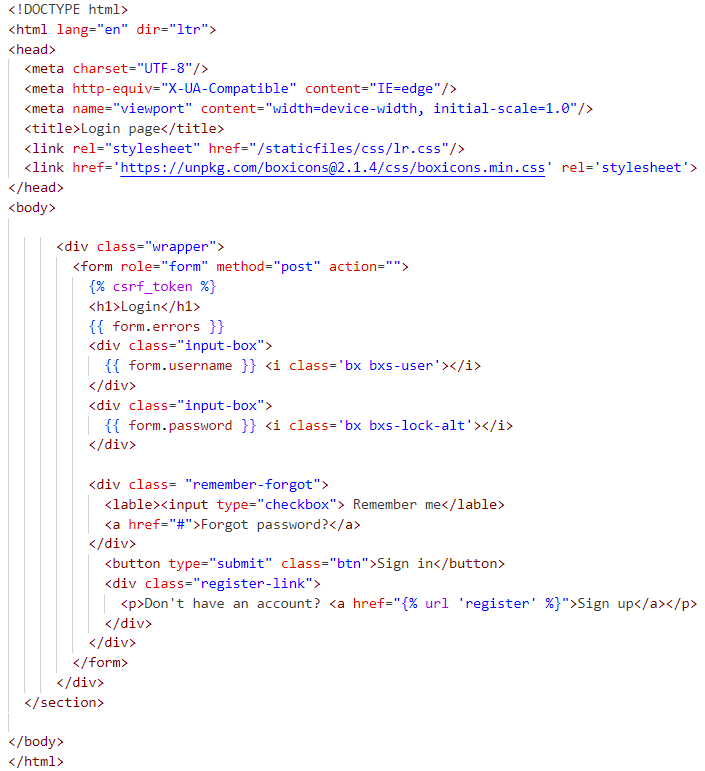 <!DOCTYPE html>
<html lang="en" dir="ltr">
<head>
<meta charset="UTF-8"/>
<meta http-equiv="X-UA-Compatible" content="IE=edge"/>
<meta name="viewport" content="width=device-width, initial-scale=1.0"/>
<title>Login page</title>
<link rel="stylesheet" href="/staticfiles/css/lr.css"/>
<link href='https://unpkg.com/boxicons@2.1.4/css/boxicons.min.css' rel='stylesheet'>
</head>
<body>
<div class="wrapper">
<form role="form" method="post" action="">
{% csrf_token %}
<h1>Login</h1>
{{ form.errors }}
<div class="input-box">
{{ form.username }} <i class='bx bxs-user'></i>
</div>
<div class="input-box">
{{ form.password }} <i class='bx bxs-lock-alt'></i>
</div>
<div class= "remember-forgot">
<lable><input type="checkbox"> Remember me</lable>
<a href="#">Forgot password?</a>
</div>
<button type="submit" class="btn">Sign in</button>
<div class="register-link">
<p>Don't have an account? <a href="{% url 'register' %}">Sign up</a></p>
</div>
</div>
</form>
</div>
</section>
</body>
</html>